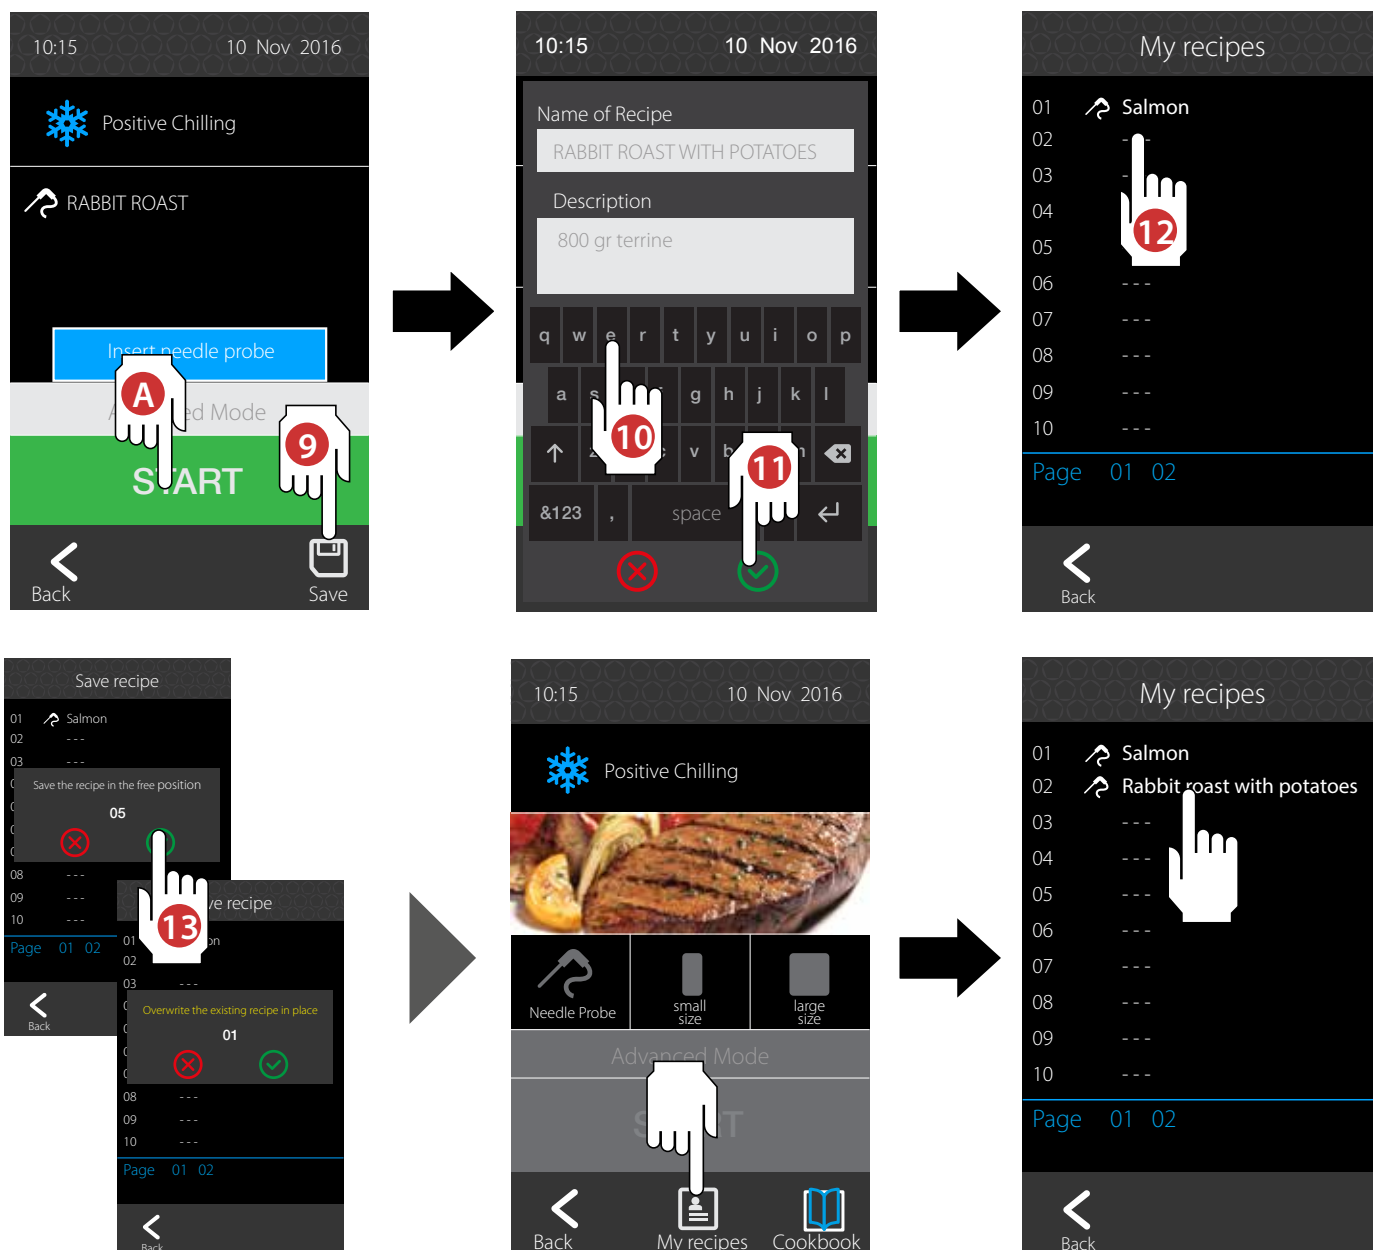 10:15 10 Nov 2016
Positive Chilling
RABBIT ROAST
Insert needle probe
A
Mode
9
START
Back
Save
10:15 10 Nov 2016
Name of Recipe
RABBIT ROAST WITH POTATOES
Description
800 gr terrine
q w e r t y u i o p
a s g h j k l
10
z v b
11
&123 , space
My recipes
01 Salmon
02 - -
03 -
04
12
05
06 - - -
07 - - -
08 - - -
09 - - -
10 - - -
Page 01 02
Back
Save recipe
01 Salmon
02 - - -
03 - - -
Save the recipe in the free position
05
08 - - -
09 - - -
10 - - -
Page 01 02
Back
recipe
01
02
13
03 - - -
Overwrite the existing recipe in place
01
08 - - -
09 - - -
10 - - -
Page 01 02
Back
10:15 10 Nov 2016
Positive Chilling
Needle Probe
small
size
large
size
Advanced Mode
Back
My recipes
Cookbook
My recipes
01 Salmon
02 Rabbit roast with potatoes
03 - - -
04 - - -
05 - - -
06 - - -
07 - - -
08 - - -
09 - - -
10 - - -
Page 01 02
Back